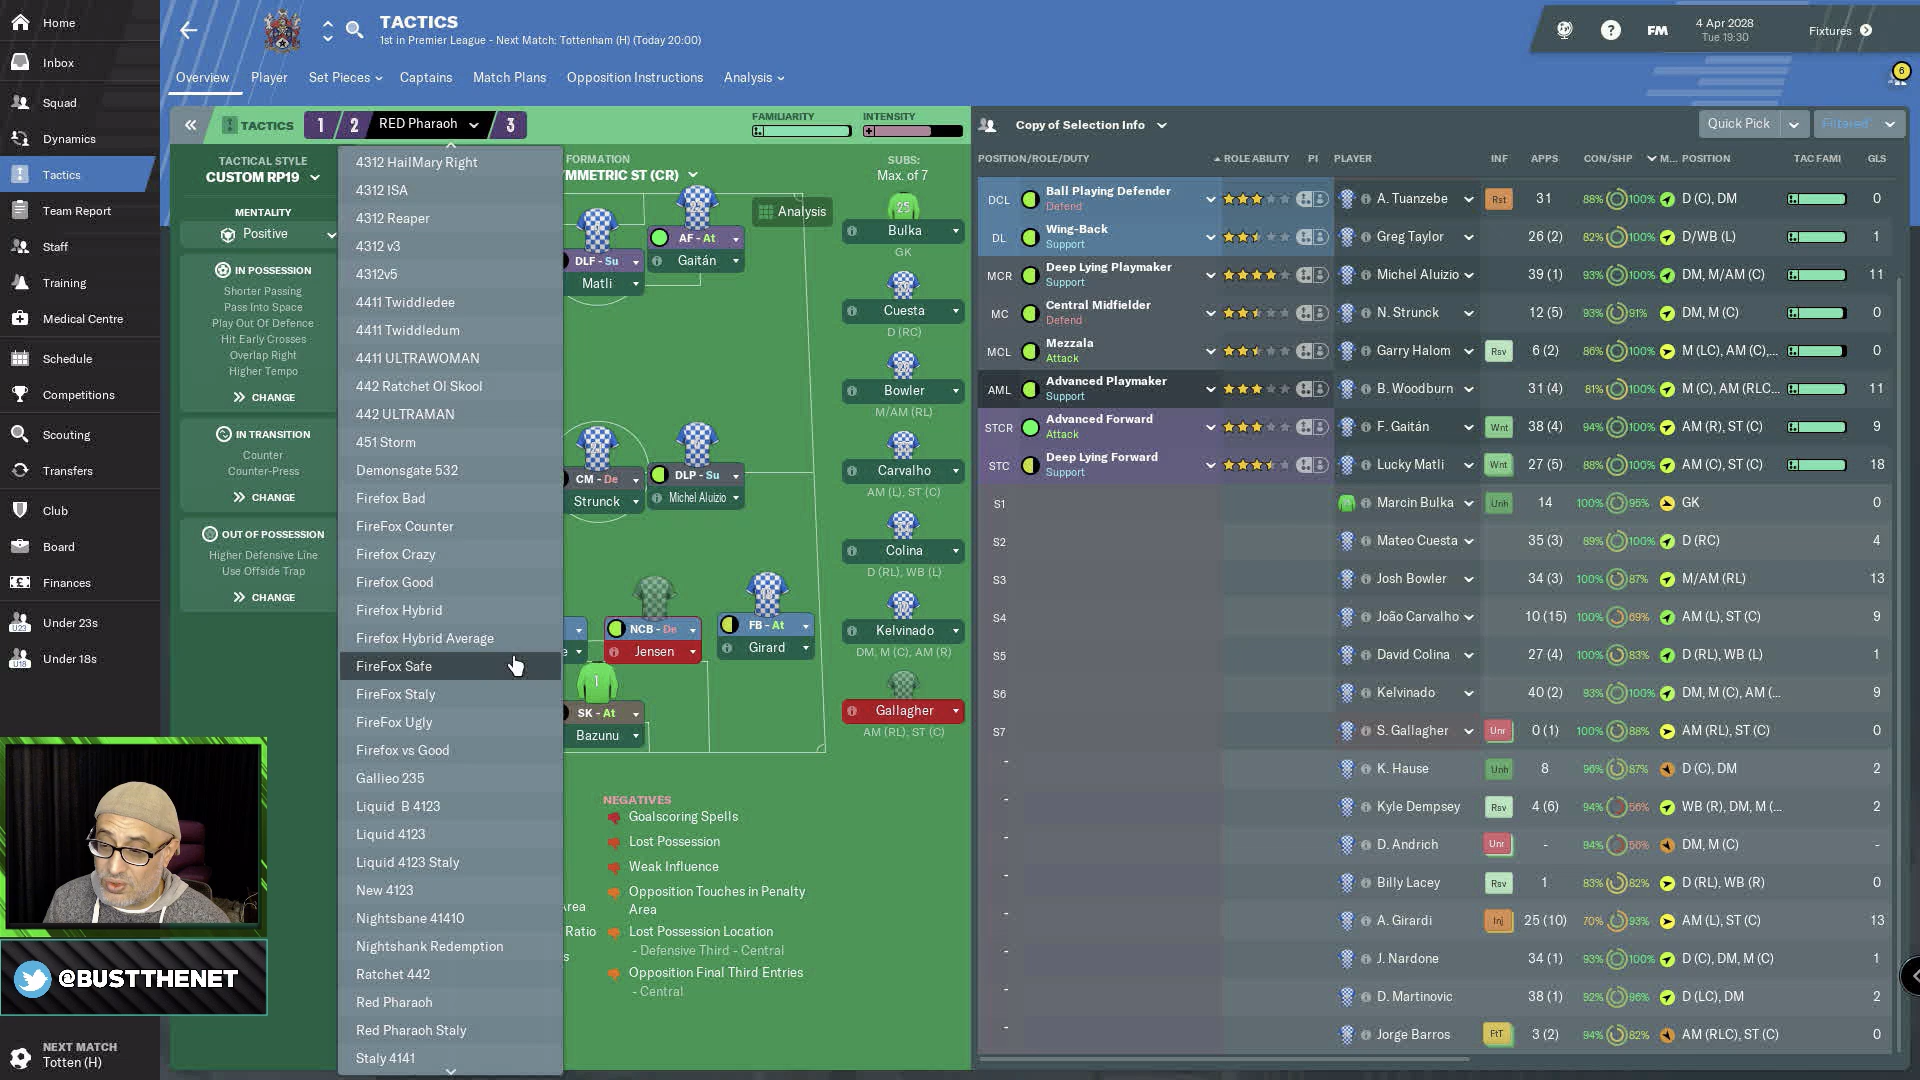 Home
Inbox
Squad
Dynamics
Tactics
Team Report
Staff
Training
Medical Centre
Schedule
Competitions
Scouting
Transfers
Club
Board
Finances
U23
Under 23s
U18
Under 18s
@BUSTTHENET
NEXT MATCH
Totten (H)
TACTICS
1st in Premier League - Next Match: Tottenham (H) (Today 20:00)
FM
4 Apr 2028
Tue 19:30
Fixtures
6
Overview
Player
Set Pieces
Captains
Match Plans
Opposition Instructions
Analysis
TACTICS
1
2
RED Pharaoh
3
FAMILIARITY
INTENSITY
TACTICAL STYLE
CUSTOM RP19
MENTALITY
Positive
IN POSSESSION
Shorter Passing
Pass Into Space
Play Out Of Defence
Hit Early Crosses
Overlap Right
Higher Tempo
CHANGE
IN TRANSITION
Counter
Counter-Press
CHANGE
OUT OF POSSESSION
Higher Defensive Line
Use Offside Trap
CHANGE
4312 HailMary Right
4312 ISA
4312 Reaper
4312 v3
4312v5
4411 Twiddledee
4411 Twiddledum
4411 ULTRAWOMAN
442 Ratchet Ol Skool
442 ULTRAMAN
451 Storm
Demonsgate 532
Firefox Bad
FireFox Counter
Firefox Crazy
Firefox Good
Firefox Hybrid
Firefox Hybrid Average
FireFox Safe
FireFox Staly
FireFox Ugly
Firefox vs Good
Gallieo 235
Liquid B 4123
Liquid 4123
Liquid 4123 Staly
New 4123
Nightsbane 41410
Nightshank Redemption
Ratchet 442
Red Pharaoh
Red Pharaoh Staly
Staly 4141
FORMATION
MMETRIC ST (CR)
Analysis
DLF - Su
Matli
AF - At
Gaitán
CM - De
Strunck
DLP - Su
Michel Aluizio
e
NCB - De
Jensen
FB - At
Girard
1
SK - At
Bazunu
SUBS:
Max. of 7
25
Bulka
GK
Cuesta
D (RC)
Bowler
M/AM (RL)
Carvalho
AM (L), ST (C)
Colina
D (RL), WB (L)
Kelvinado
DM, M (C), AM (R)
Gallagher
AM (RL), ST (C)
NEGATIVES
Goalscoring Spells
Lost Possession
Weak Influence
Opposition Touches in Penalty
Area
Lost Possession Location
- Defensive Third - Central
Opposition Final Third Entries
- Central
Area
Ratio
s
Copy of Selection Info
Quick Pick
Filtered
POSITION/ROLE/DUTY ROLE ABILITY PI PLAYER INF APPS CON/SHP M... POSITION TAC FAMI GLS
DCL Ball Playing Defender Defend A. Tuanzebe Rst 31 88% 100% D (C), DM 0
DL Wing-Back Support Greg Taylor 26 (2) 82% 100% D/WB (L) 1
MCR Deep Lying Playmaker Support Michel Aluizio 39 (1) 93% 100% DM, M/AM (C) 11
MC Central Midfielder Defend N. Strunck 12 (5) 93% 91% DM, M (C) 0
MCL Mezzala Attack Garry Halom Rsv 6 (2) 86% 100% M (LC), AM (C),... 0
AML Advanced Playmaker Support B. Woodburn 31 (4) 81% 100% M (C), AM (RLC... 11
STCR Advanced Forward Attack F. Gaitán Wnt 38 (4) 94% 100% AM (R), ST (C) 9
STC Deep Lying Forward Support Lucky Matli Wnt 27 (5) 88% 100% AM (C), ST (C) 18
S1 Marcin Bulka Unh 14 100% 95% GK 0
S2 Mateo Cuesta 35 (3) 89% 100% D (RC) 4
S3 Josh Bowler 34 (3) 100% 87% M/AM (RL) 13
S4 João Carvalho 10 (15) 100% 69% AM (L), ST (C) 9
S5 David Colina 27 (4) 100% 83% D (RL), WB (L) 1
S6 Kelvinado 40 (2) 93% 100% DM, M (C), AM (... 9
S7 S. Gallagher Unr 0 (1) 100% 88% AM (RL), ST (C) 0
- K. Hause Unh 8 96% 87% D (C), DM 2
- Kyle Dempsey Rsv 4 (6) 94% 56% WB (R), DM, M (... 2
- D. Andrich Unr - 94% 56% DM, M (C) -
- Billy Lacey Rsv 1 83% 82% D (RL), WB (R) 0
- A. Girardi Inj 25 (10) 70% 93% AM (L), ST (C) 13
- J. Nardone 34 (1) 93% 100% D (C), DM, M (C) 1
- D. Martinovic 38 (1) 92% 96% D (LC), DM 2
- Jorge Barros FtT 3 (2) 94% 82% AM (RLC), ST (C) 0